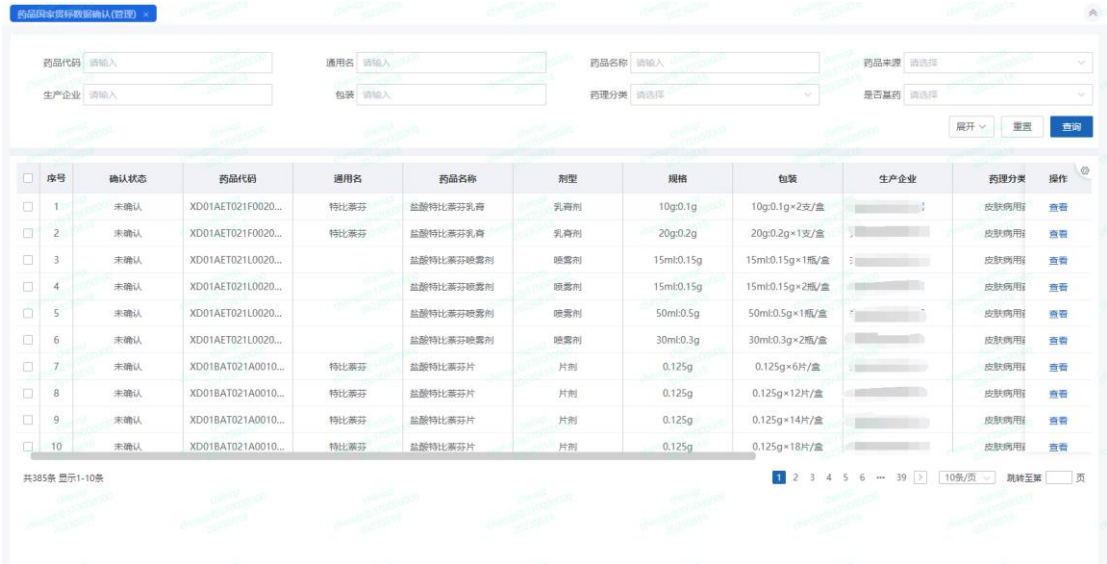 药品国家贯标数据确认(管理) ×
药品代码 请输入 通用名 请输入 药品名称 请输入 药品来源 请选择
生产企业 请输入 包装 请输入 药理分类 请选择 是否基药 请选择
展开 重置 查询
序号 确认状态 药品代码 通用名 药品名称 剂型 规格 包装 生产企业 药理分类 操作
1 未确认 XD01AET021F0020... 特比萘芬 盐酸特比萘芬乳膏 乳膏剂 10g:0.1g 10g:0.1g×2支/盒 皮肤病用 查看
2 未确认 XD01AET021F0020... 特比萘芬 盐酸特比萘芬乳膏 乳膏剂 20g:0.2g 20g:0.2g×1支/盒 皮肤病用 查看
3 未确认 XD01AET021L0020... 盐酸特比萘芬喷雾剂 喷雾剂 15ml:0.15g 15ml:0.15g×1瓶/盒 皮肤病用 查看
4 未确认 XD01AET021L0020... 盐酸特比萘芬喷雾剂 喷雾剂 15ml:0.15g 15ml:0.15g×2瓶/盒 皮肤病用 查看
5 未确认 XD01AET021L0020... 盐酸特比萘芬喷雾剂 喷雾剂 50ml:0.5g 50ml:0.5g×1瓶/盒 皮肤病用 查看
6 未确认 XD01AET021L0020... 盐酸特比萘芬喷雾剂 喷雾剂 30ml:0.3g 30ml:0.3g×2瓶/盒 皮肤病用 查看
7 未确认 XD01BAT021A0010... 特比萘芬 盐酸特比萘芬片 片剂 0.125g 0.125g×6片/盒 皮肤病用 查看
8 未确认 XD01BAT021A0010... 特比萘芬 盐酸特比萘芬片 片剂 0.125g 0.125g×12片/盒 皮肤病用 查看
9 未确认 XD01BAT021A0010... 特比萘芬 盐酸特比萘芬片 片剂 0.125g 0.125g×14片/盒 皮肤病用 查看
10 未确认 XD01BAT021A0010... 特比萘芬 盐酸特比萘芬片 片剂 0.125g 0.125g×18片/盒 皮肤病用 查看
共385条 显示1-10条 1 2 3 4 5 6 ··· 39 > 10条/页 跳转至第 页